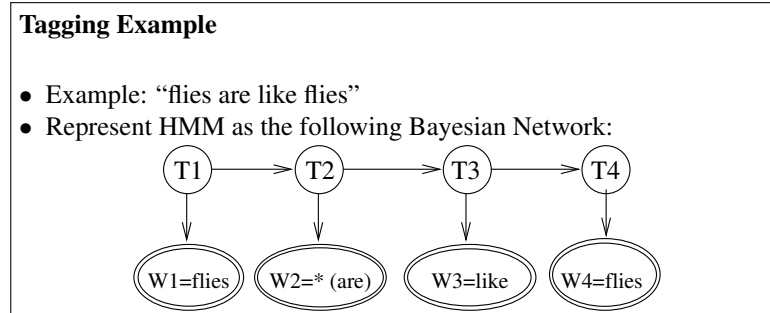 Tagging Example
• Example: “flies are like flies”
• Represent HMM as the following Bayesian Network:
T1 T2 T3 T4
W1=flies W2=* (are) W3=like W4=flies